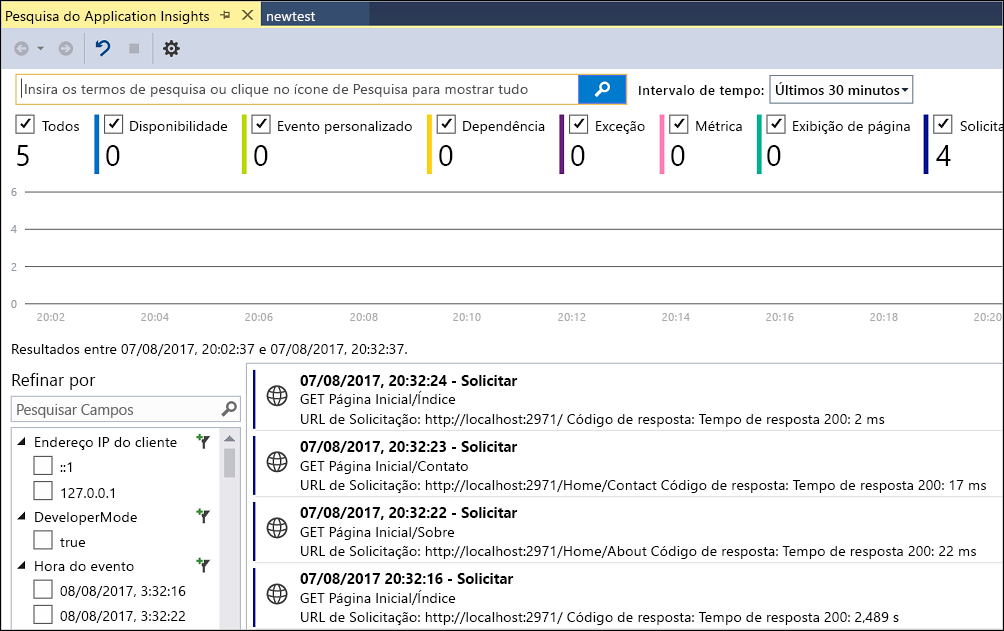 Pesquisa do Application Insights
newtest
Insira os termos de pesquisa ou clique no ícone de Pesquisa para mostrar tudo
Intervalo de tempo: Últimos 30 minutos
Todos Disponibilidade Evento personalizado Dependência Exceção Métrica Exibição de página Solicita
5 0 0 0 0 0 0 4
6
4
2
0
20:02 20:04 20:06 20:08 20:10 20:12 20:14 20:16 20:18 20:20
Resultados entre 07/08/2017, 20:02:37 e 07/08/2017, 20:32:37.
Refinar por
Pesquisar Campos
Endereço IP do cliente
::1
127.0.0.1
DeveloperMode
true
Hora do evento
08/08/2017, 3:32:16
08/08/2017, 3:32:22
07/08/2017, 20:32:24 - Solicitar
GET Página Inicial/Índice
URL de Solicitação: http://localhost:2971/ Código de resposta: Tempo de resposta 200: 2 ms
07/08/2017, 20:32:23 - Solicitar
GET Página Inicial/Contato
URL de Solicitação: http://localhost:2971/Home/Contact Código de resposta: Tempo de resposta 200: 17 ms
07/08/2017, 20:32:22 - Solicitar
GET Página Inicial/Sobre
URL de Solicitação: http://localhost:2971/Home/About Código de resposta: Tempo de resposta 200: 22 ms
07/08/2017 20:32:16 - Solicitar
GET Página Inicial/Índice
URL de Solicitação: http://localhost:2971/ Código de resposta: Tempo de resposta 200: 2,489 s